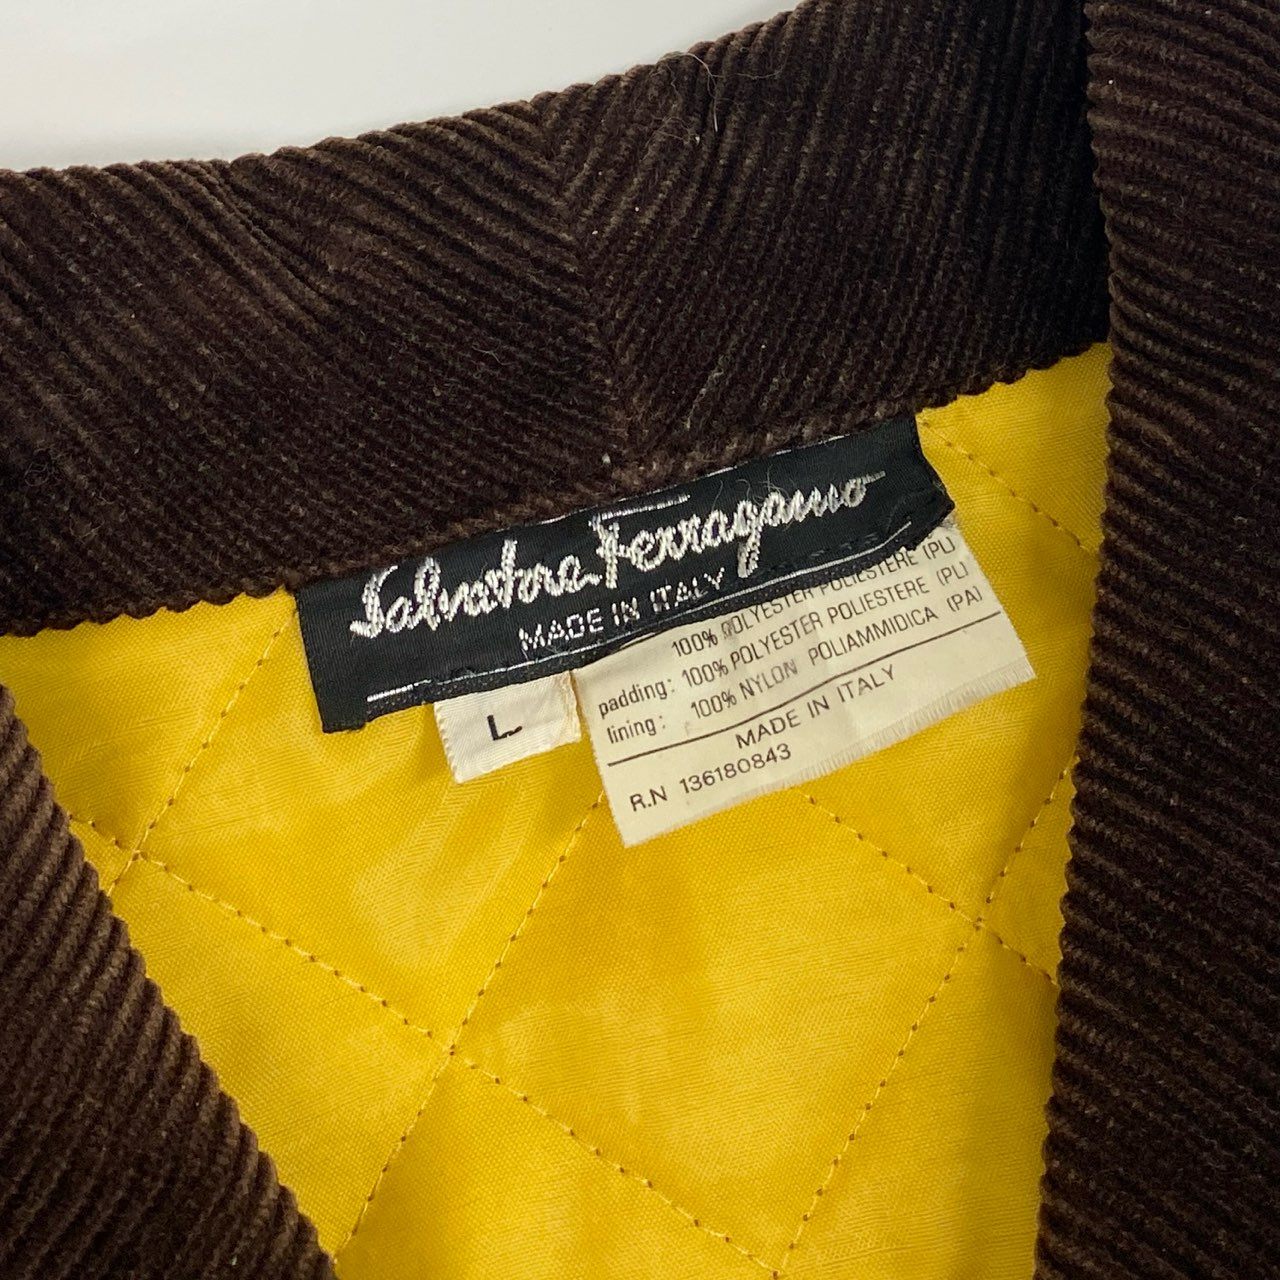 Salvatore Ferragamo
MADE IN ITALY
L
100% POLYESTER POLIESTERE (PL)
padding: 100% POLYESTER POLIESTERE (PL)
lining: 100% NYLON POLIAMMIDICA (PA)
MADE IN ITALY
R.N 136180843